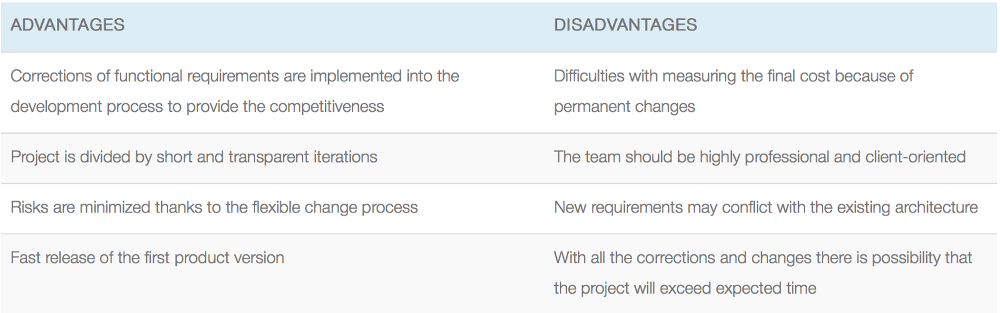 ADVANTAGES
DISADVANTAGES
Corrections of functional requirements are implemented into the
development process to provide the competitiveness
Difficulties with measuring the final cost because of
permanent changes
Project is divided by short and transparent iterations
The team should be highly professional and client-oriented
Risks are minimized thanks to the flexible change process
New requirements may conflict with the existing architecture
Fast release of the first product version
With all the corrections and changes there is possibility that
the project will exceed expected time